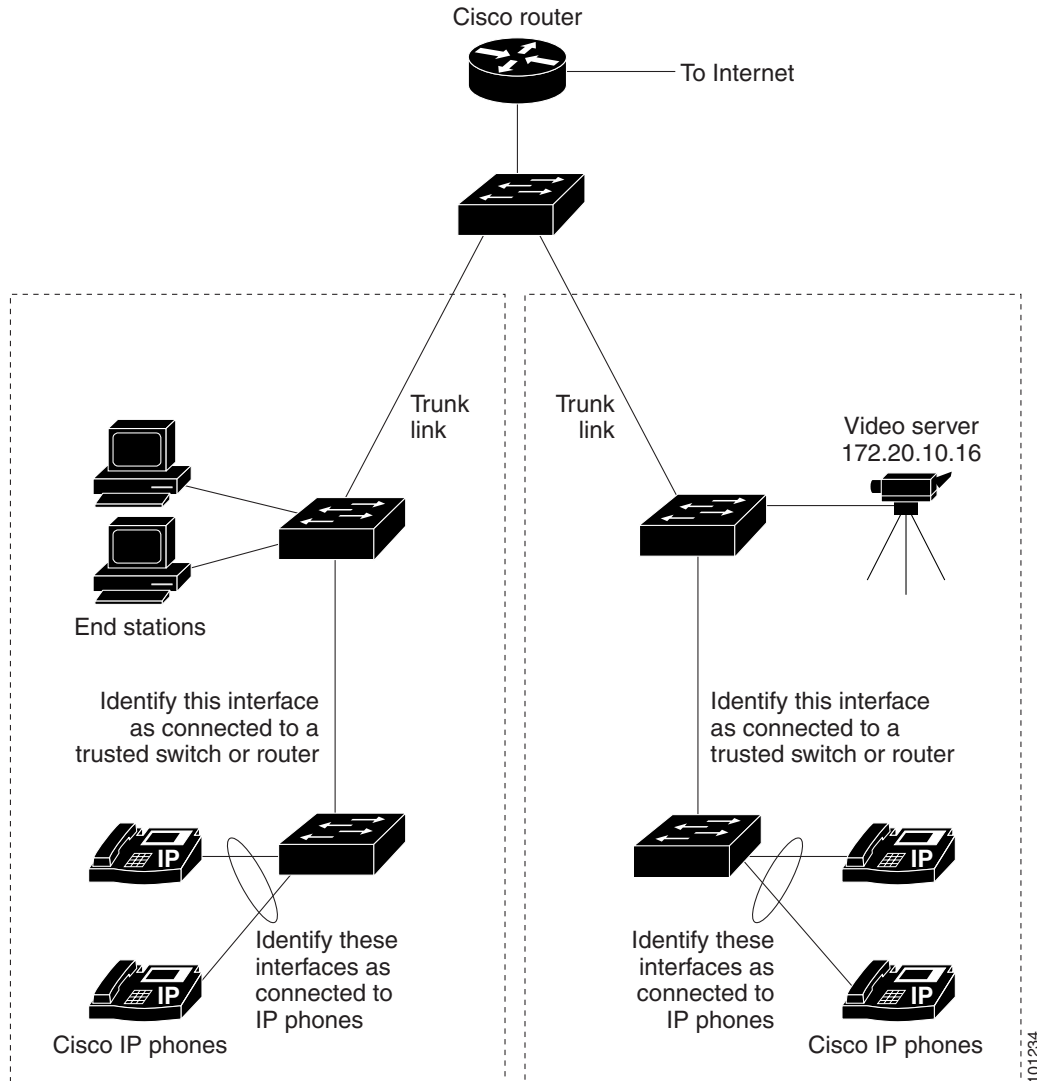 Cisco router
To Internet
Trunk
link
Trunk
link
Video server
172.20.10.16
End stations
Identify this interface
as connected to a
trusted switch or router
Identify this interface
as connected to a
trusted switch or router
IP
IP
Identify these
interfaces as
connected to
IP phones
Identify these
interfaces as
connected to
IP phones
IP
IP
Cisco IP phones
Cisco IP phones
101234